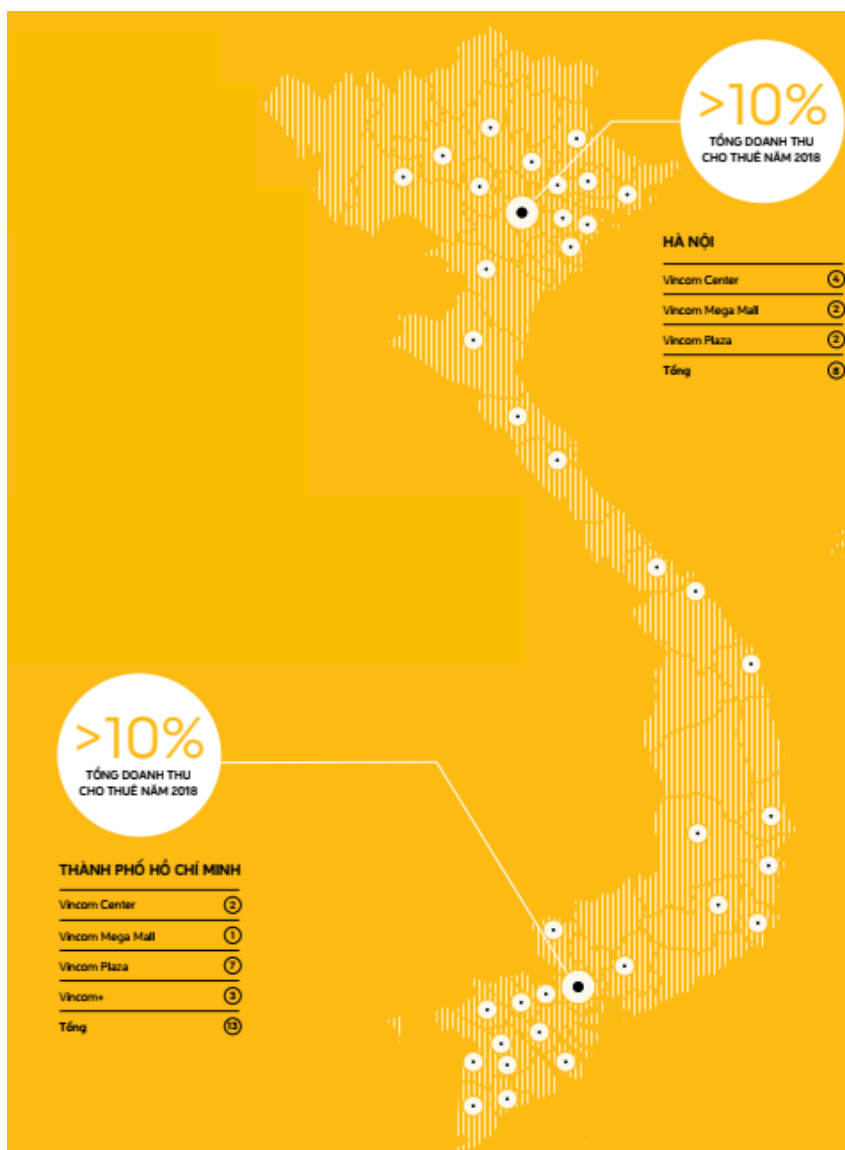 >10%
TỔNG DOANH THU
CHO THUÊ NĂM 2018
HÀ NỘI
Vincom Center 4
Vincom Mega Mall 2
Vincom Plaza 2
Tổng 8
>10%
TỔNG DOANH THU
CHO THUÊ NĂM 2018
THÀNH PHỐ HỒ CHÍ MINH
Vincom Center 2
Vincom Mega Mall 1
Vincom Plaza 7
Vincom+ 3
Tổng 13